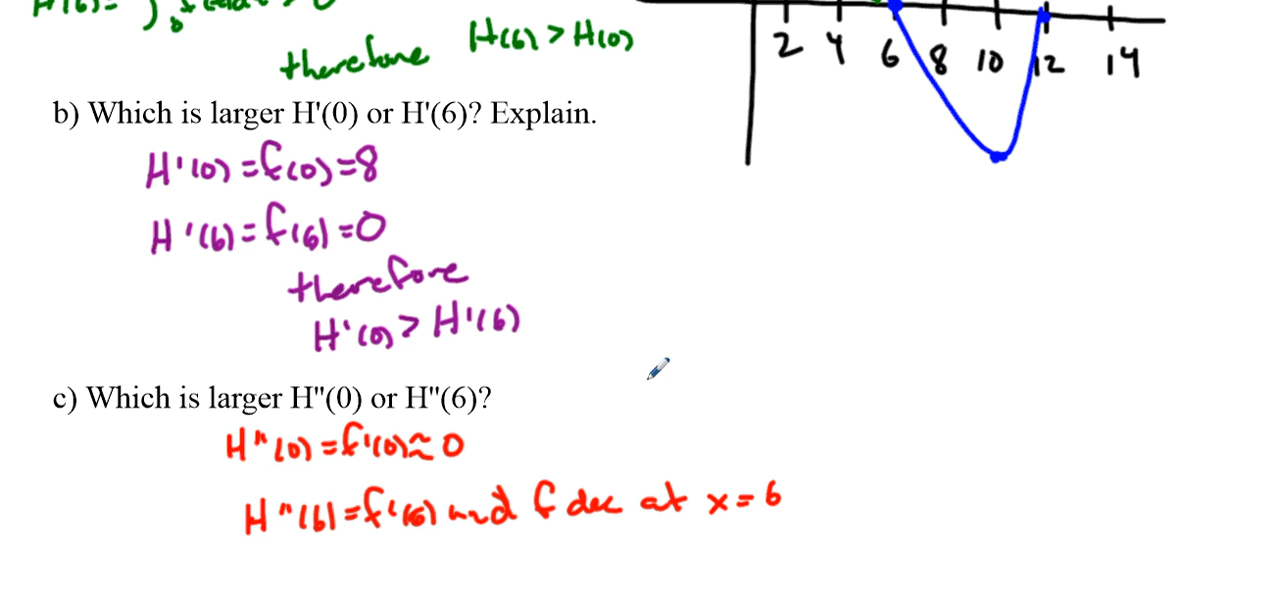 therefore H(6) > H(0)
2 4 6 8 10 12 14
b) Which is larger H'(0) or H'(6)? Explain.
H'(0) = f(0) = 8
H'(6) = f(6) = 0
therefore
H'(0) > H'(6)
c) Which is larger H"(0) or H"(6)?
H"(0) = f'(0) ≈ 0
H"(6) = f'(6) and f dec at x = 6